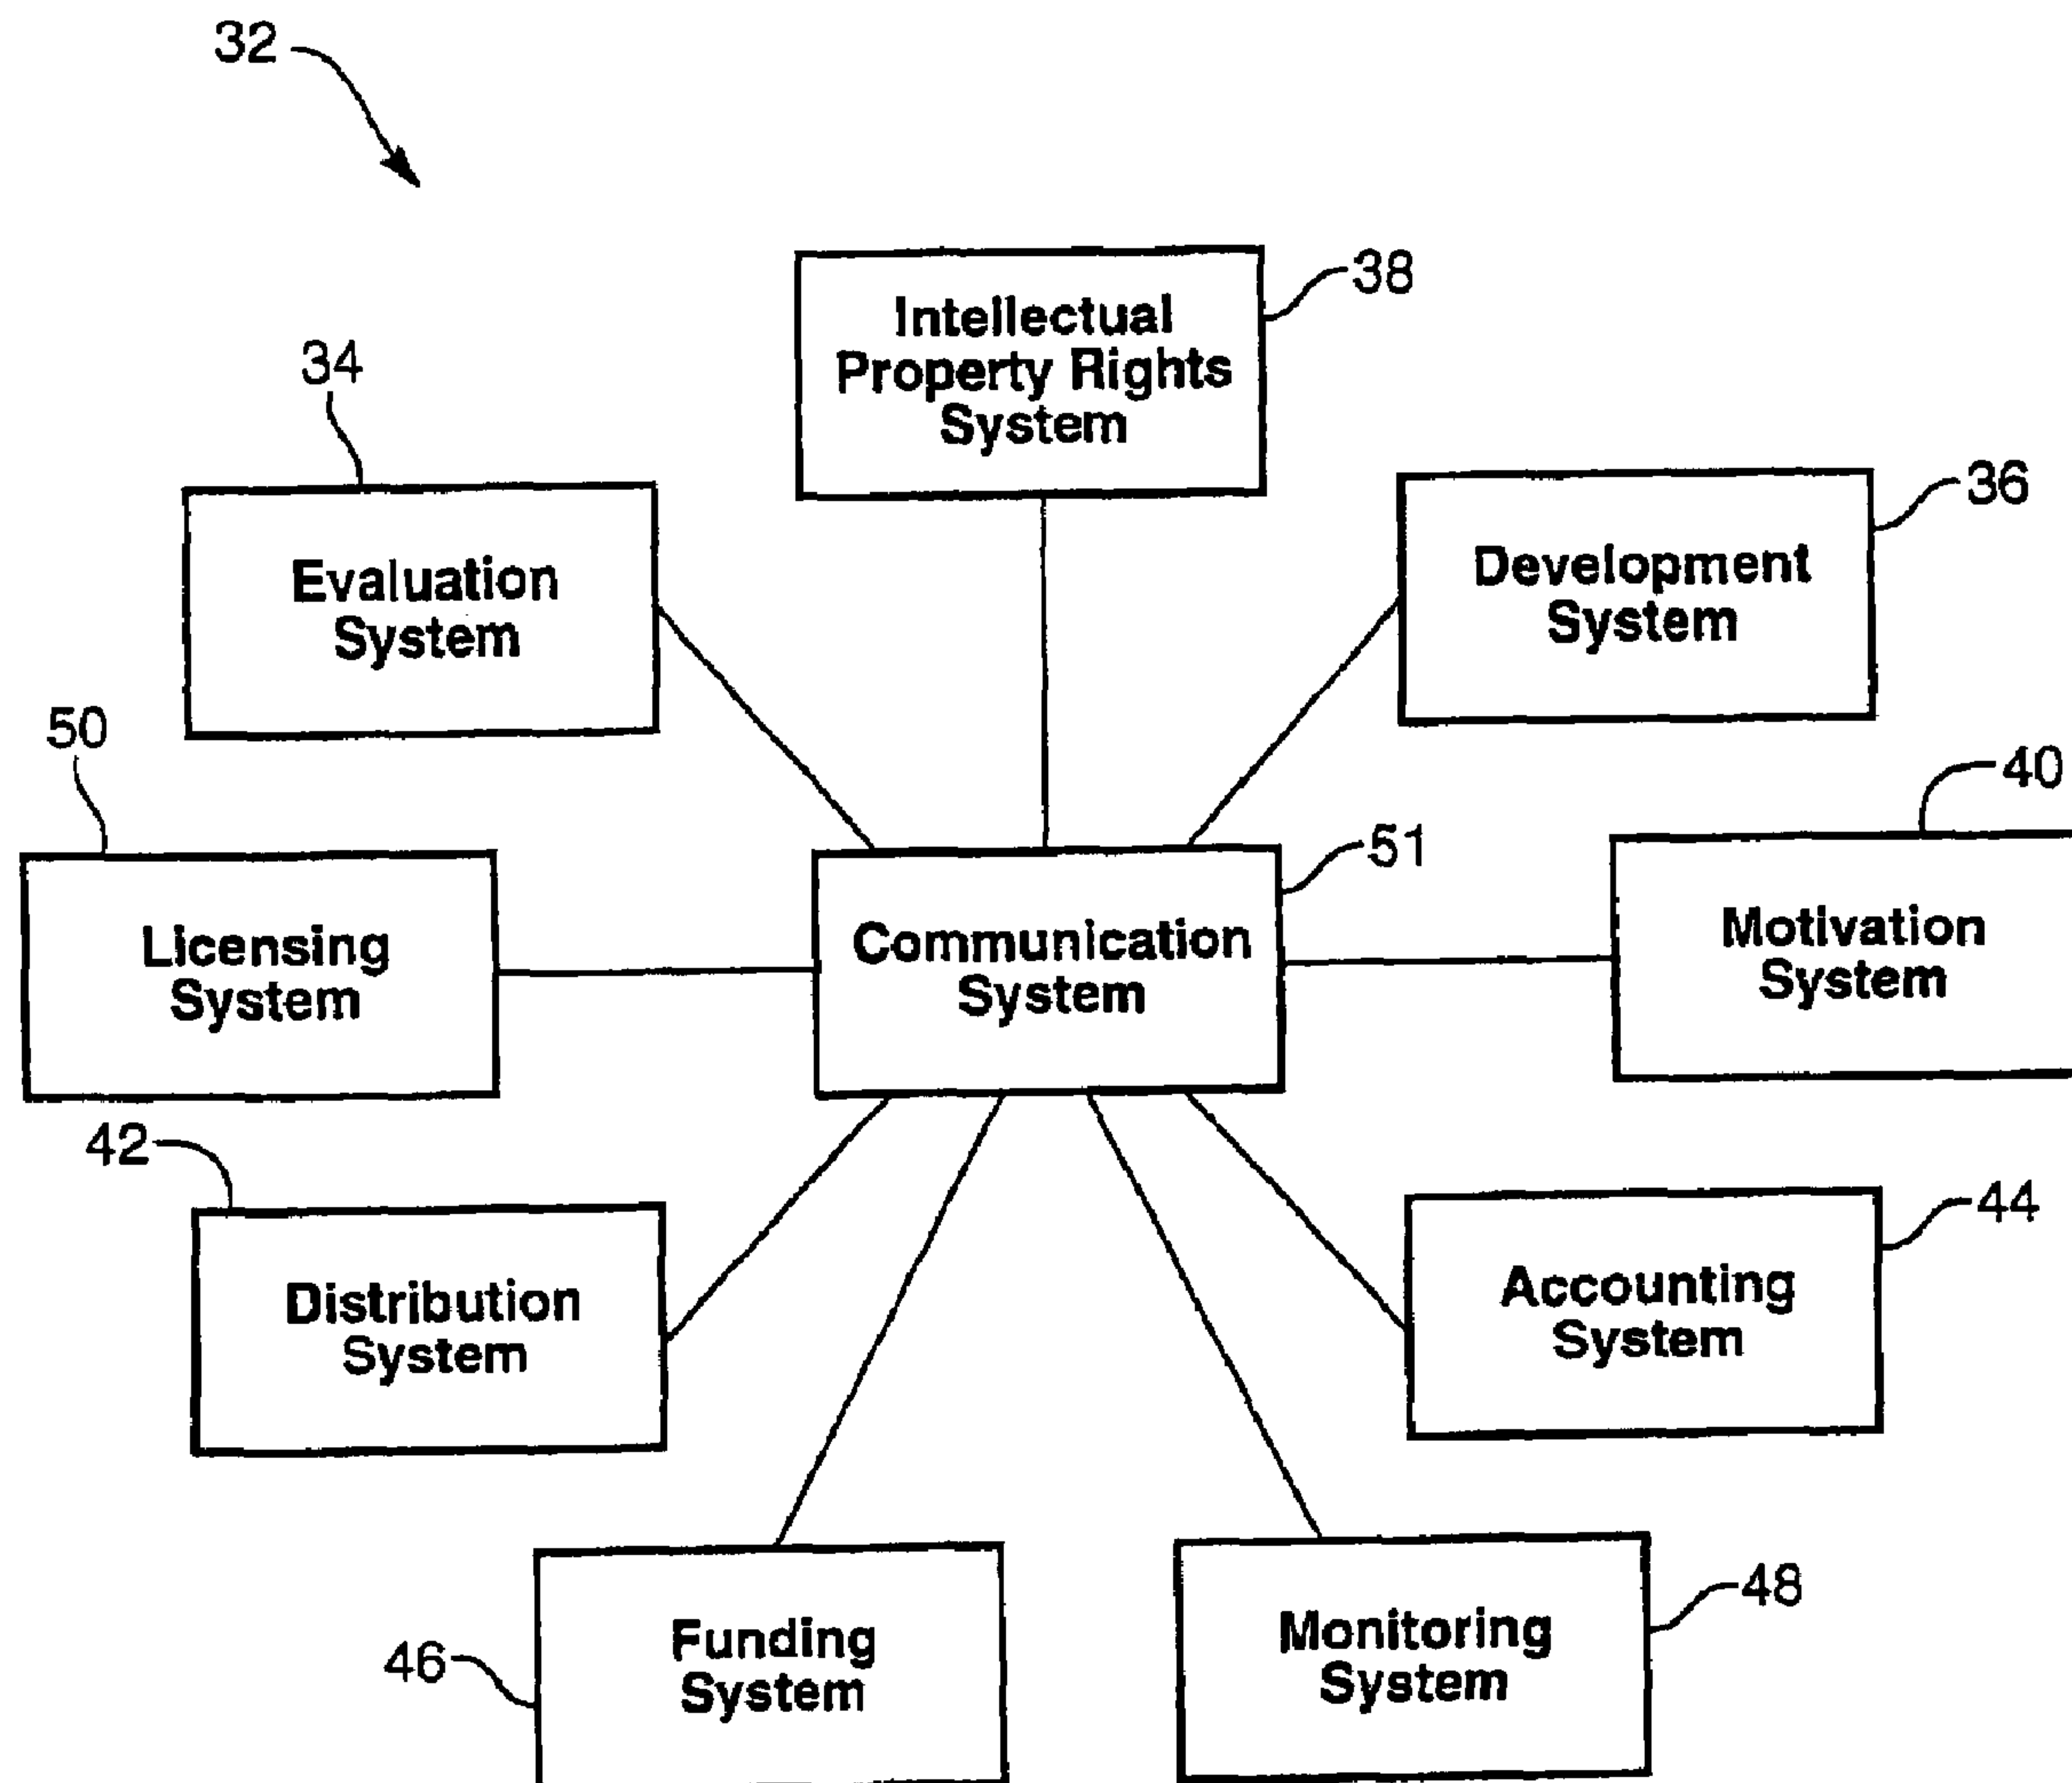 32
38
Intellectual
Property Rights
System
34
36
Evaluation
System
Development
System
50
40
51
Licensing
System
Communication
System
Motivation
System
42
44
Distribution
System
Accounting
System
46
Funding
System
48
Monitoring
System